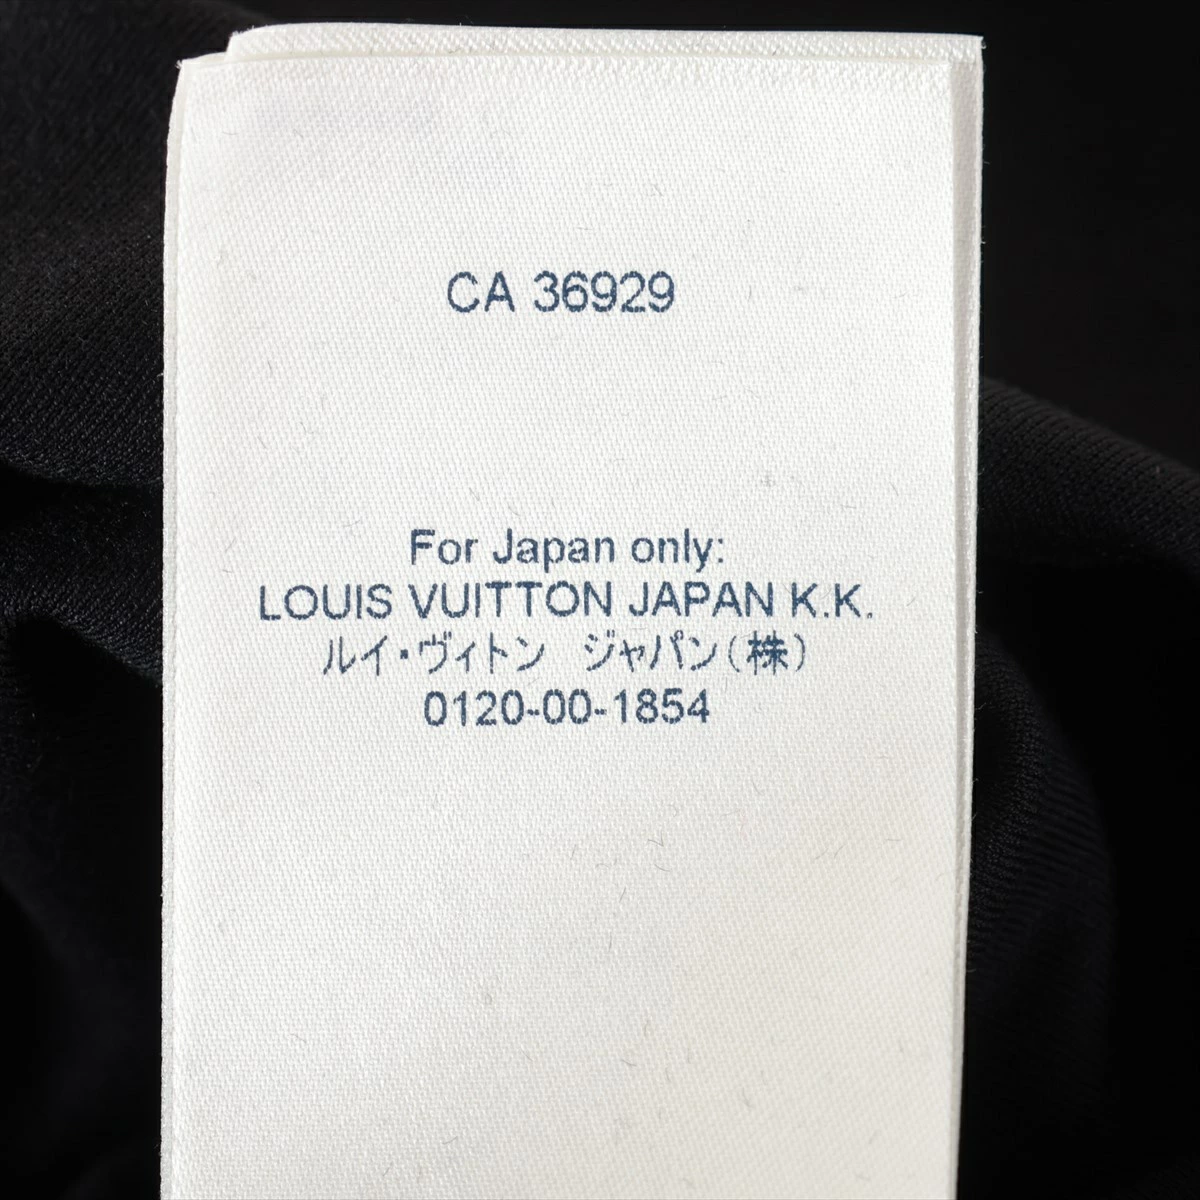 CA 36929
For Japan only:
LOUIS VUITTON JAPAN K.K.
ルイ・ヴィトン　ジャパン(株)
0120-00-1854